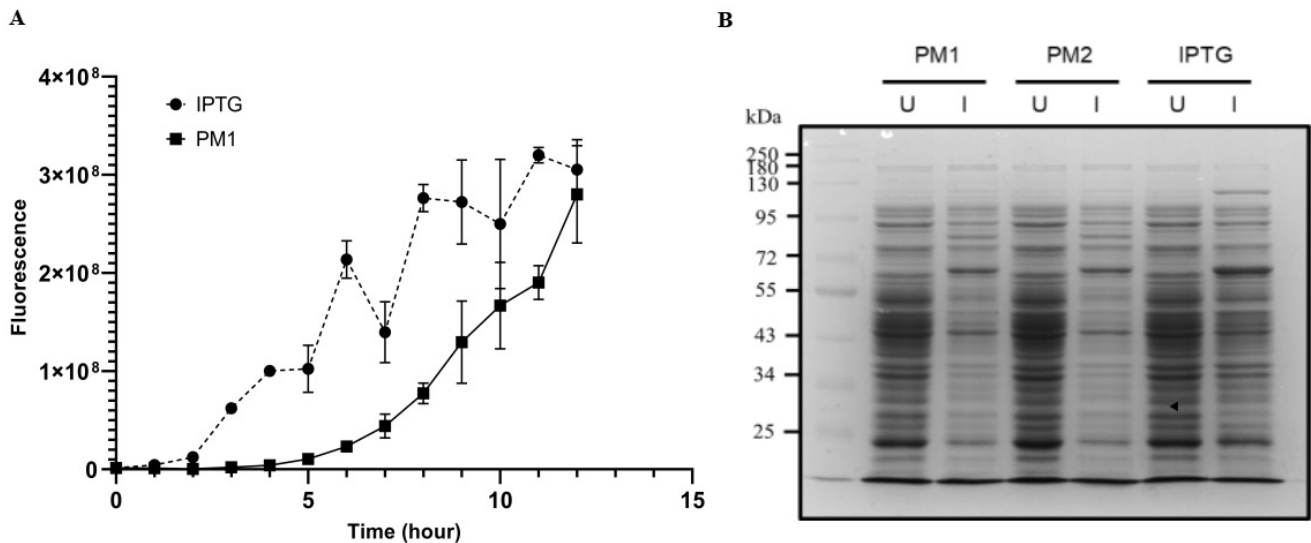 A
4×10⁸
3×10⁸
2×10⁸
1×10⁸
0
Fluorescence
IPTG
PM1
0 5 10 15
Time (hour)
B
PM1 PM2 IPTG
U I U I U I
kDa
250
180
130
95
72
55
43
34
25